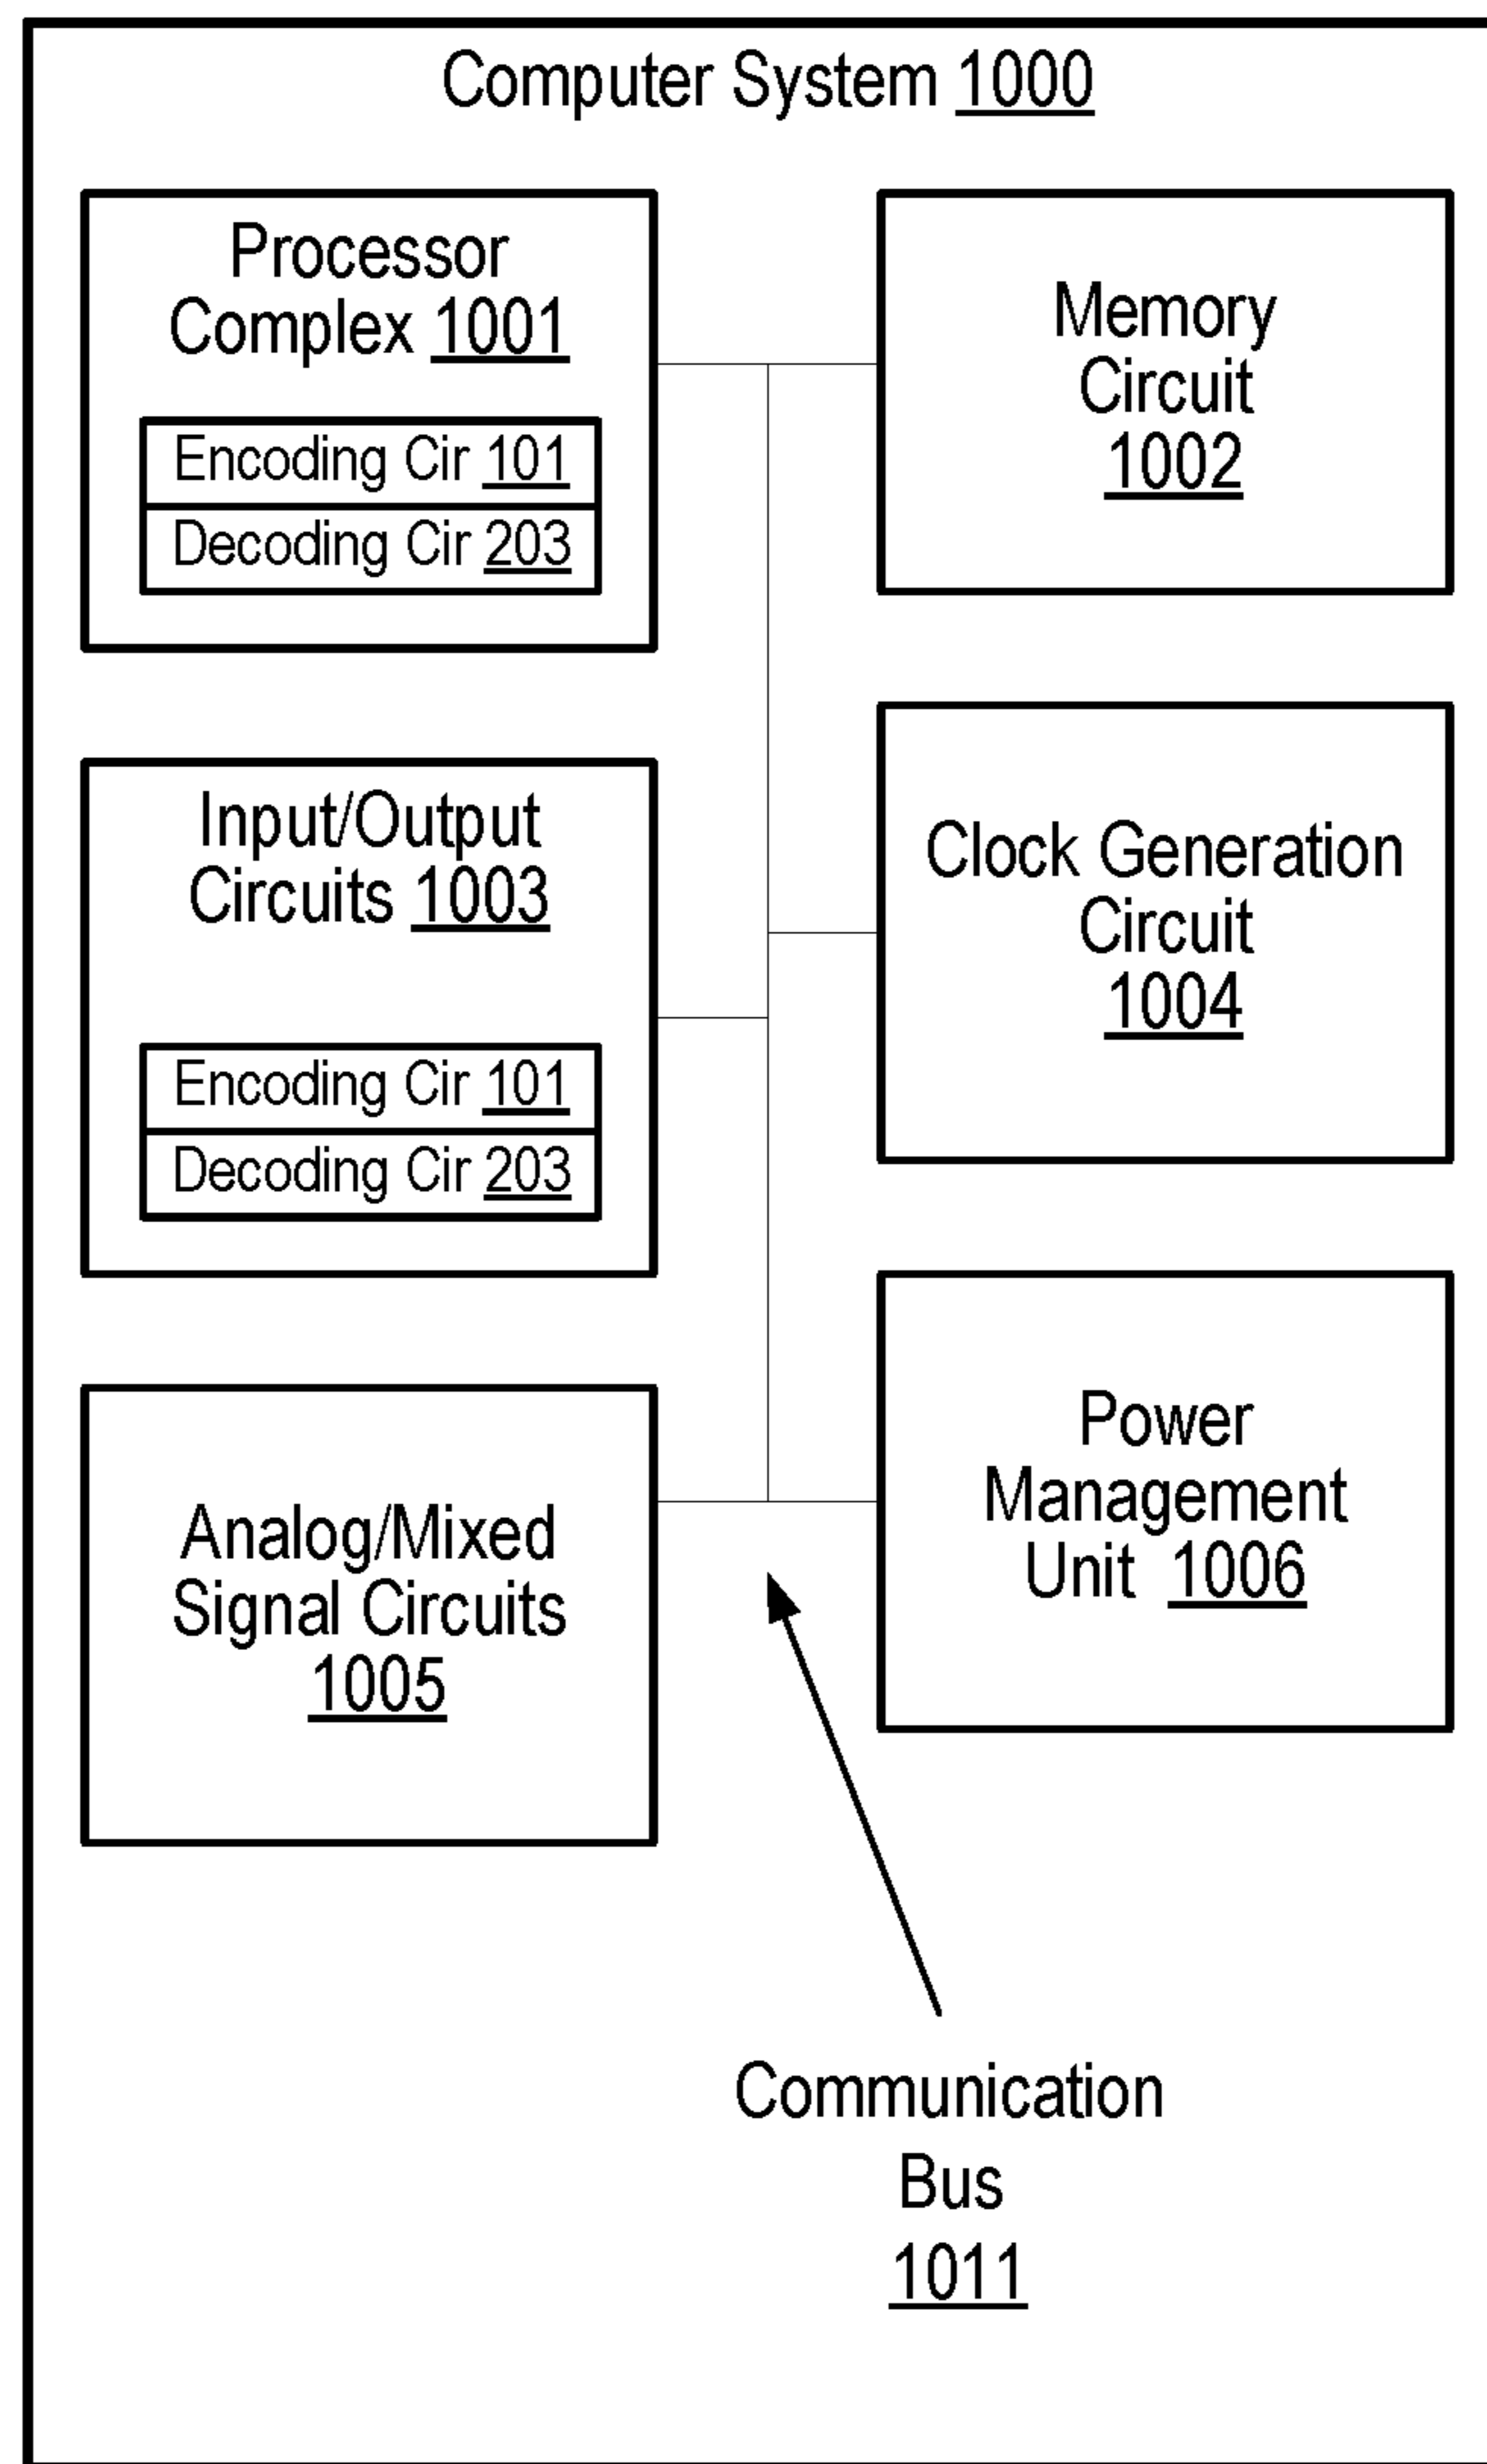 Computer System 1000
Processor
Complex 1001
Encoding Cir 101
Decoding Cir 203
Memory
Circuit
1002
Input/Output
Circuits 1003
Encoding Cir 101
Decoding Cir 203
Clock Generation
Circuit
1004
Analog/Mixed
Signal Circuits
1005
Power
Management
Unit 1006
Communication
Bus
1011